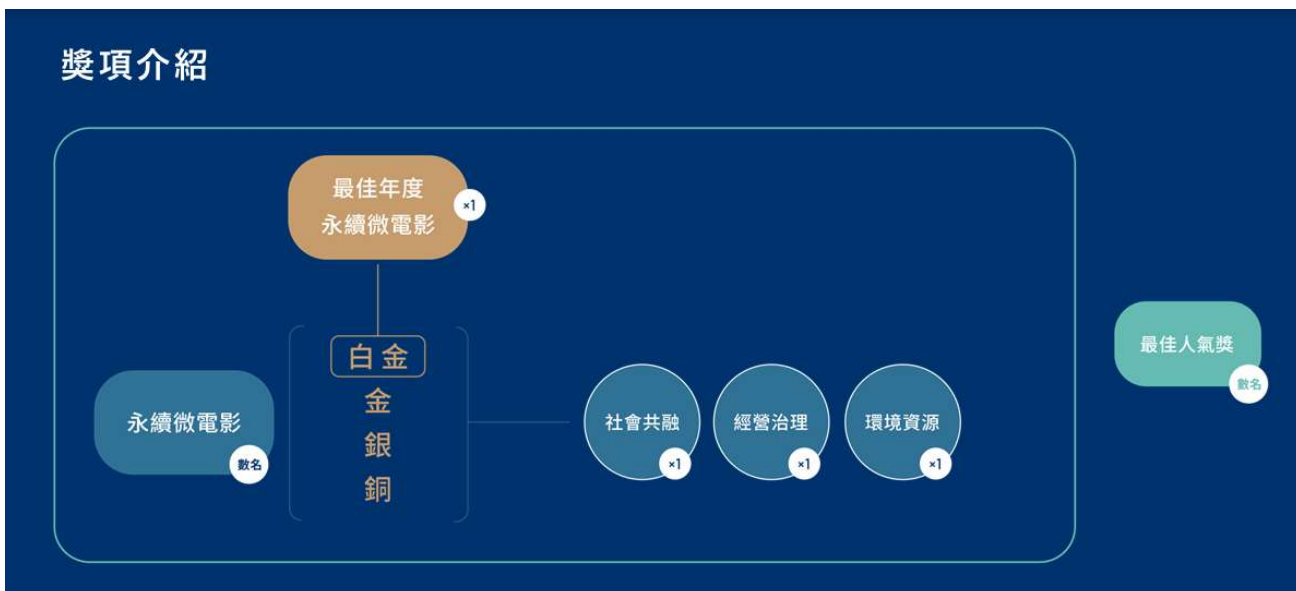 獎項介紹
最佳年度
永續微電影
×1
白金
金
銀
銅
永續微電影
數名
社會共融
×1
經營治理
×1
環境資源
×1
最佳人氣獎
數名